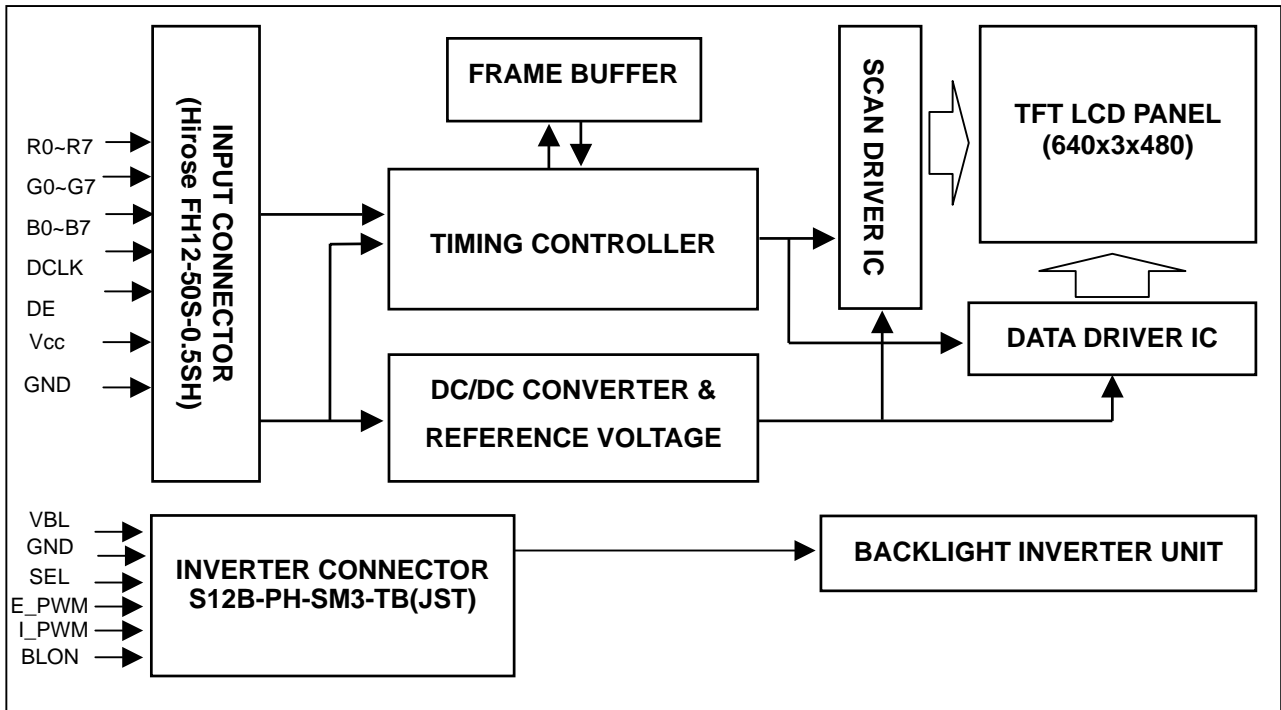 R0~R7
G0~G7
B0~B7
DCLK
DE
Vcc
GND
INPUT CONNECTOR
(Hirose FH12-50S-0.5SH)
FRAME BUFFER
TIMING CONTROLLER
DC/DC CONVERTER &
REFERENCE VOLTAGE
SCAN DRIVER IC
TFT LCD PANEL
(640x3x480)
DATA DRIVER IC
VBL
GND
SEL
E_PWM
I_PWM
BLON
INVERTER CONNECTOR
S12B-PH-SM3-TB(JST)
BACKLIGHT INVERTER UNIT